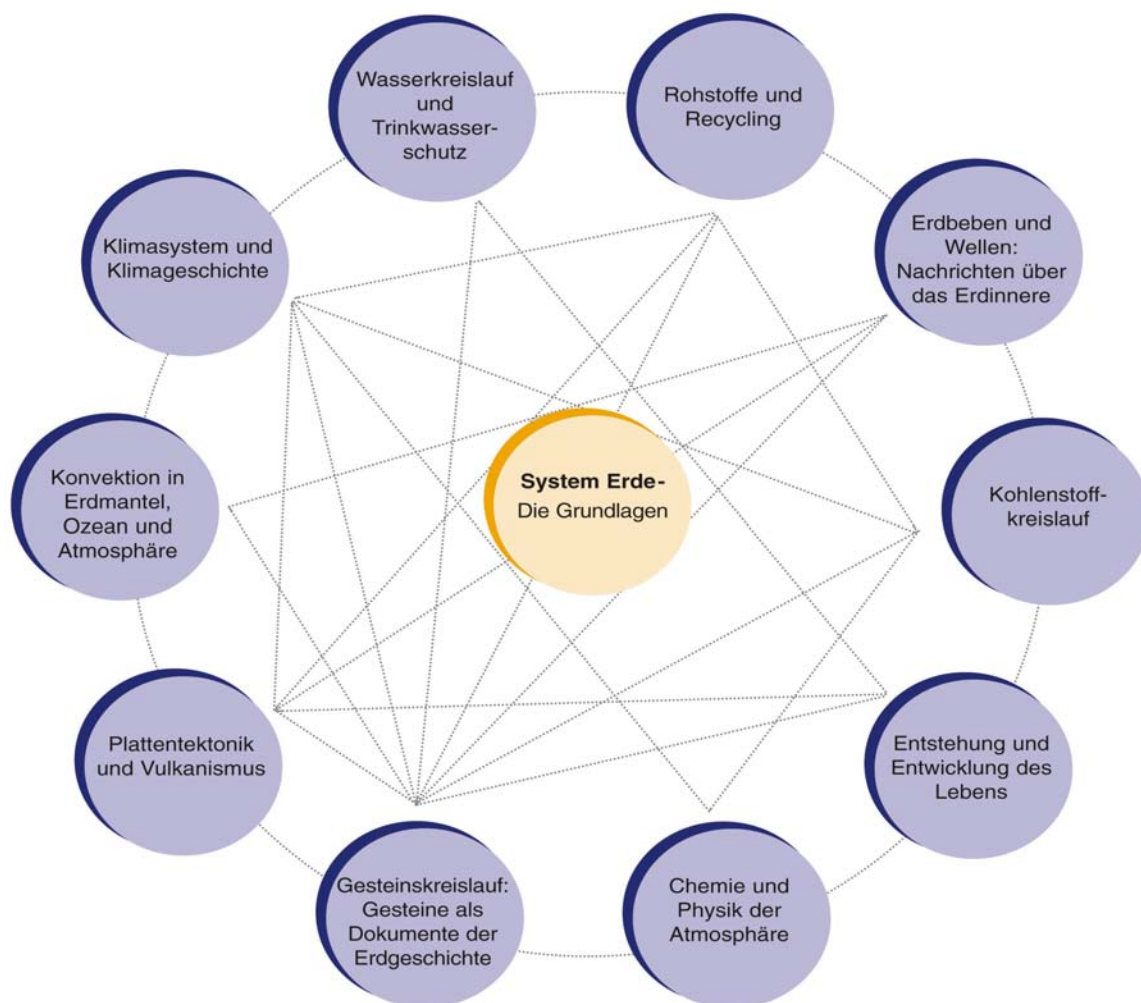 Wasserkreislauf
und
Trinkwasser-
schutz
Rohstoffe und
Recycling
Klimasystem und
Klimageschichte
Erdbeben und
Wellen:
Nachrichten über
das Erdinnere
Konvektion in
Erdmantel,
Ozean und
Atmosphäre
System Erde-
Die Grundlagen
Kohlenstoff-
kreislauf
Plattentektonik
und Vulkanismus
Entstehung und
Entwicklung des
Lebens
Gesteinskreislauf:
Gesteine als
Dokumente der
Erdgeschichte
Chemie und
Physik der
Atmosphäre